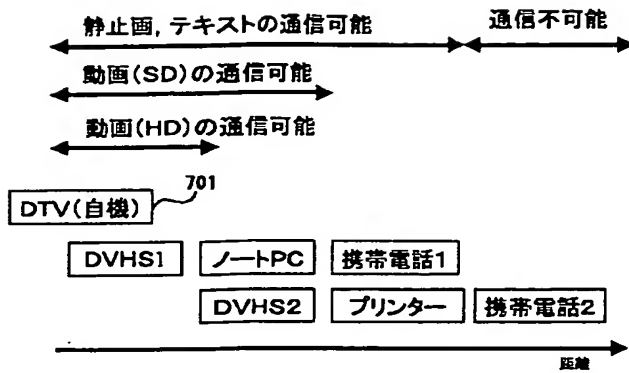 静止画,テキストの通信可能 通信不可能
動画(SD)の通信可能
動画(HD)の通信可能
701
DTV(自機)
DVHS1 ノートPC 携帯電話1
DVHS2 プリンター 携帯電話2
距離